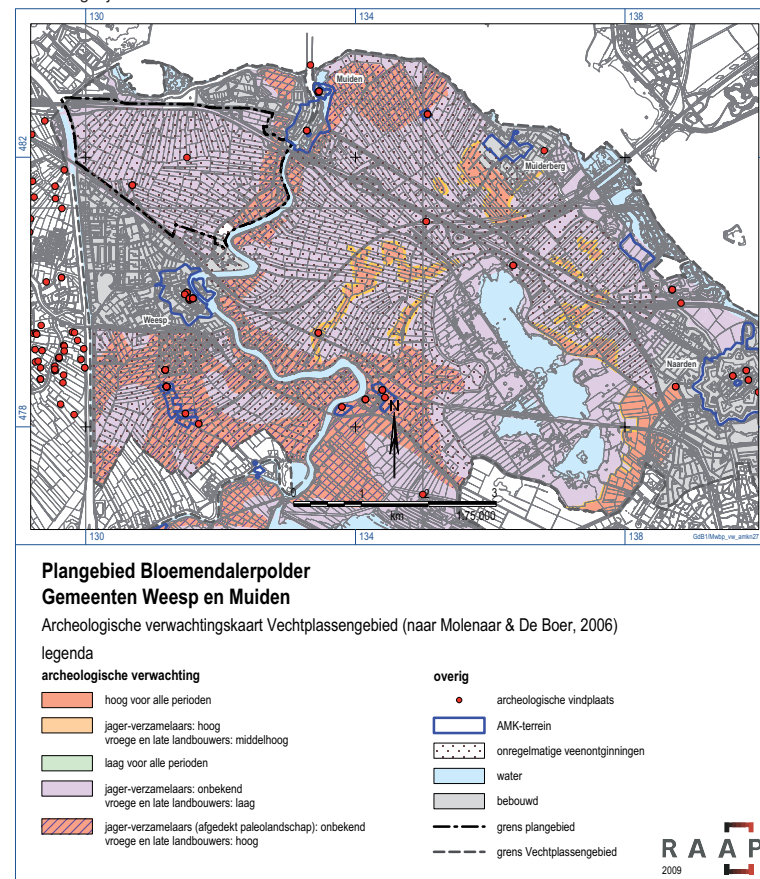 130
134
138
Muiden
482
Muiderberg
Weesp
Naarden
478
N
0
1
2
3
km
1:75.000
130
134
138
GdB1/Mwbp_vw_amkn27
Plangebied Bloemendalerpolder
Gemeenten Weesp en Muiden
Archeologische verwachtingskaart Vechtplassengebied (naar Molenaar & De Boer, 2006)
legenda
archeologische verwachting
hoog voor alle perioden
jager-verzamelaars: hoog
vroege en late landbouwers: middelhoog
laag voor alle perioden
jager-verzamelaars: onbekend
vroege en late landbouwers: laag
jager-verzamelaars (afgedekt paleolandschap): onbekend
vroege en late landbouwers: hoog
overig
archeologische vindplaats
AMK-terrein
onregelmatige veenontginningen
water
bebouwd
grens plangebied
grens Vechtplassengebied
RAAP
2009